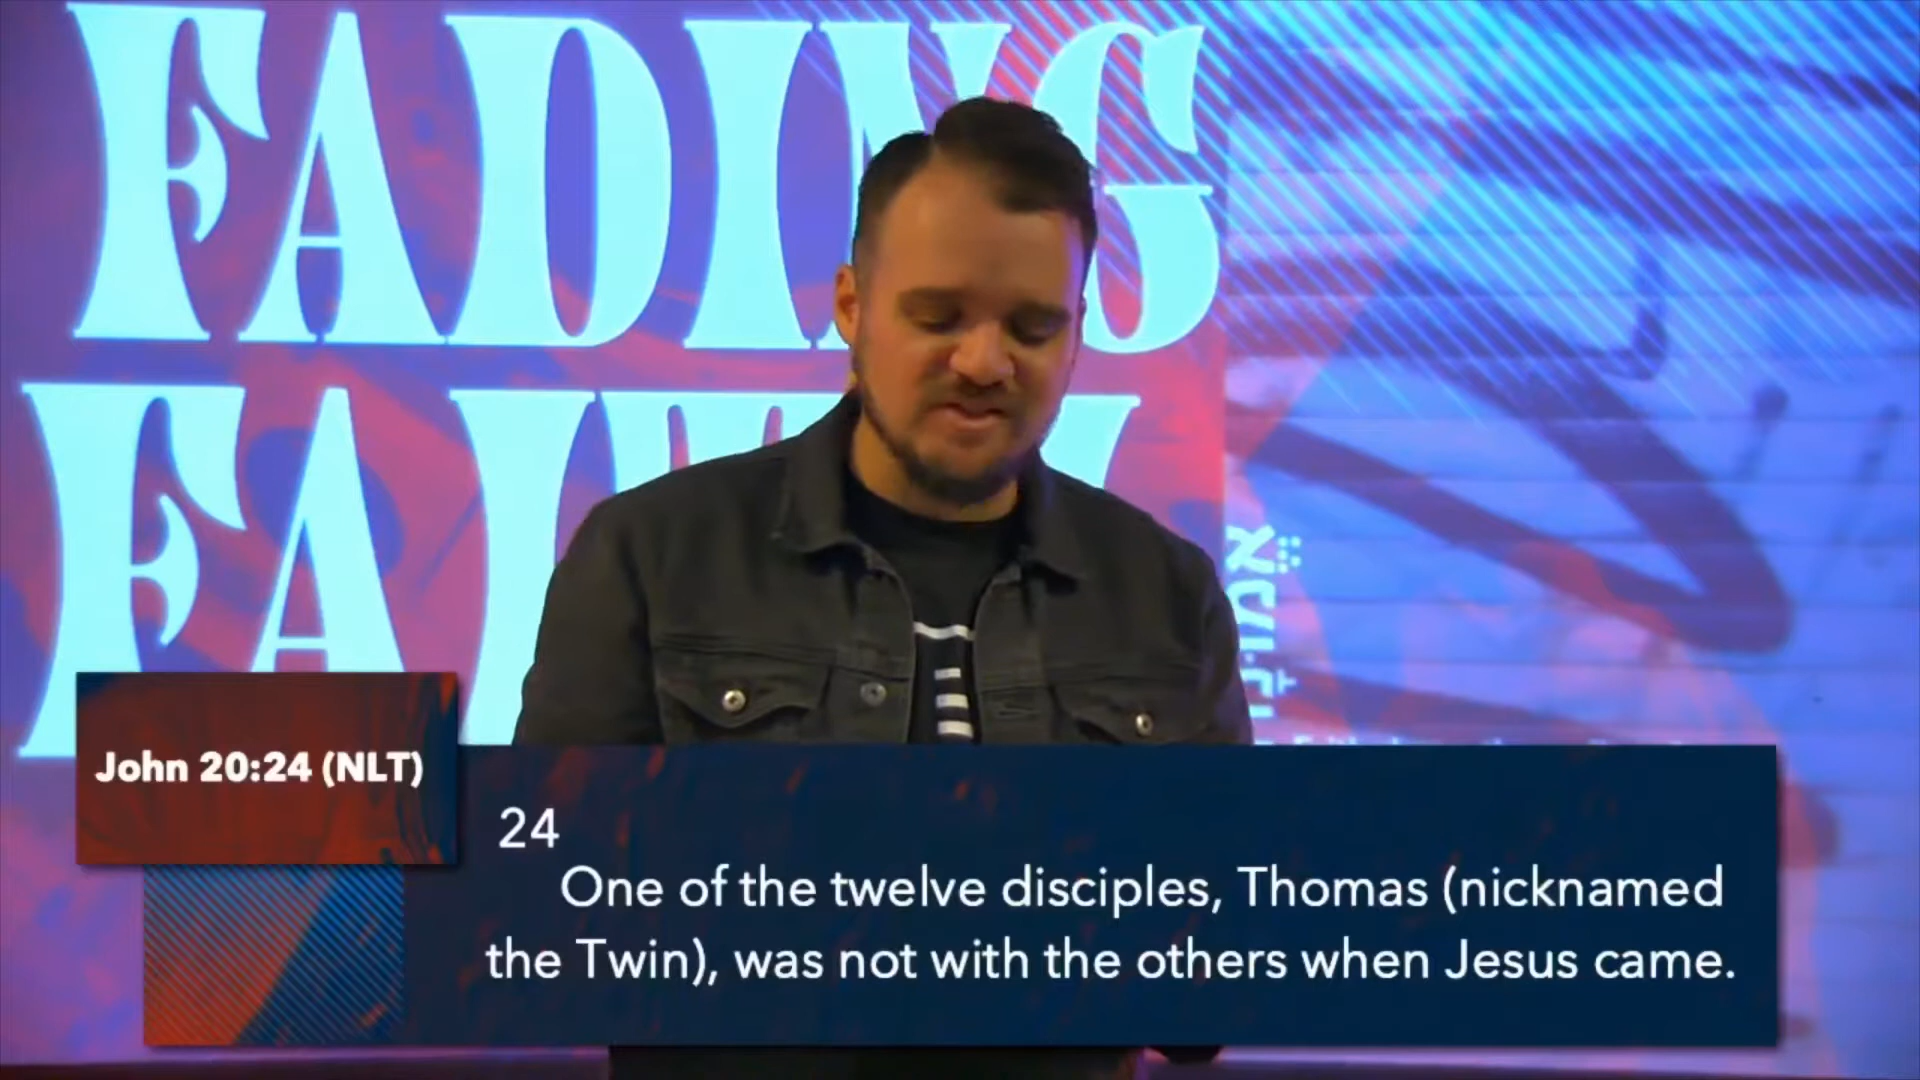 FADING
FAITH
John 20:24 (NLT)
24
One of the twelve disciples, Thomas (nicknamed
the Twin), was not with the others when Jesus came.